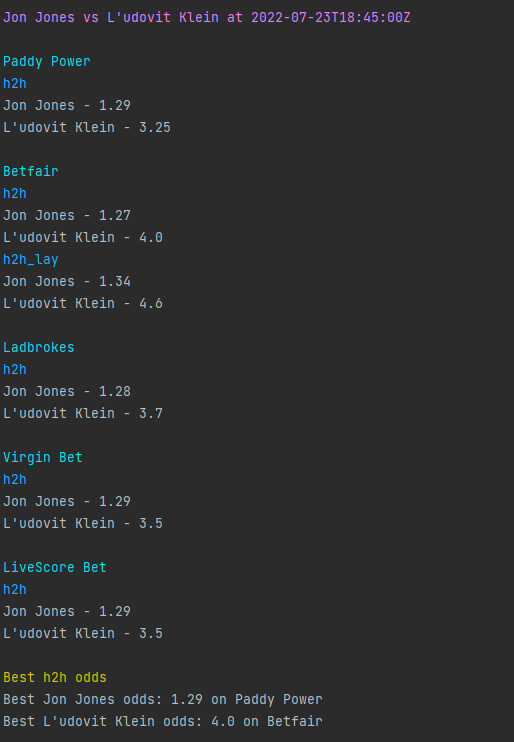 Jon Jones vs L'udovit Klein at 2022-07-23T18:45:00Z
Paddy Power
h2h
Jon Jones - 1.29
L'udovit Klein - 3.25
Betfair
h2h
Jon Jones - 1.27
L'udovit Klein - 4.0
h2h_lay
Jon Jones - 1.34
L'udovit Klein - 4.6
Ladbrokes
h2h
Jon Jones - 1.28
L'udovit Klein - 3.7
Virgin Bet
h2h
Jon Jones - 1.29
L'udovit Klein - 3.5
LiveScore Bet
h2h
Jon Jones - 1.29
L'udovit Klein - 3.5
Best h2h odds
Best Jon Jones odds: 1.29 on Paddy Power
Best L'udovit Klein odds: 4.0 on Betfair